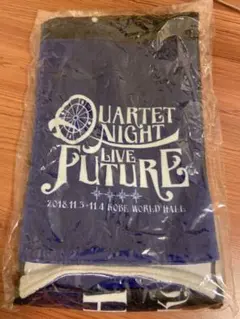 QUARTET
NIGHT
LIVE
FUTURE
2018.11.3-11.4 KOBE WORLD HALL